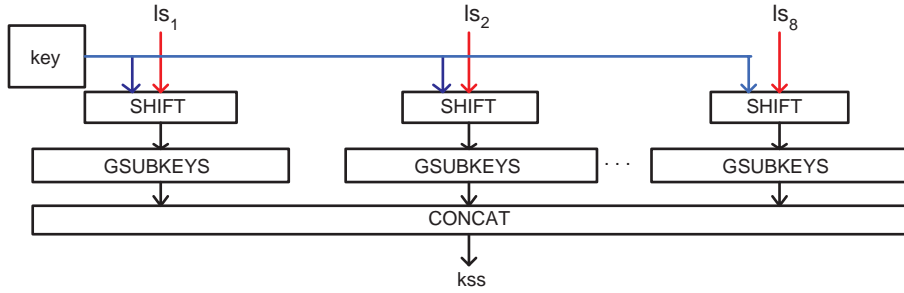 ls1 ls2 ls8
key
SHIFT SHIFT SHIFT
GSUBKEYS GSUBKEYS . . . GSUBKEYS
CONCAT
kss